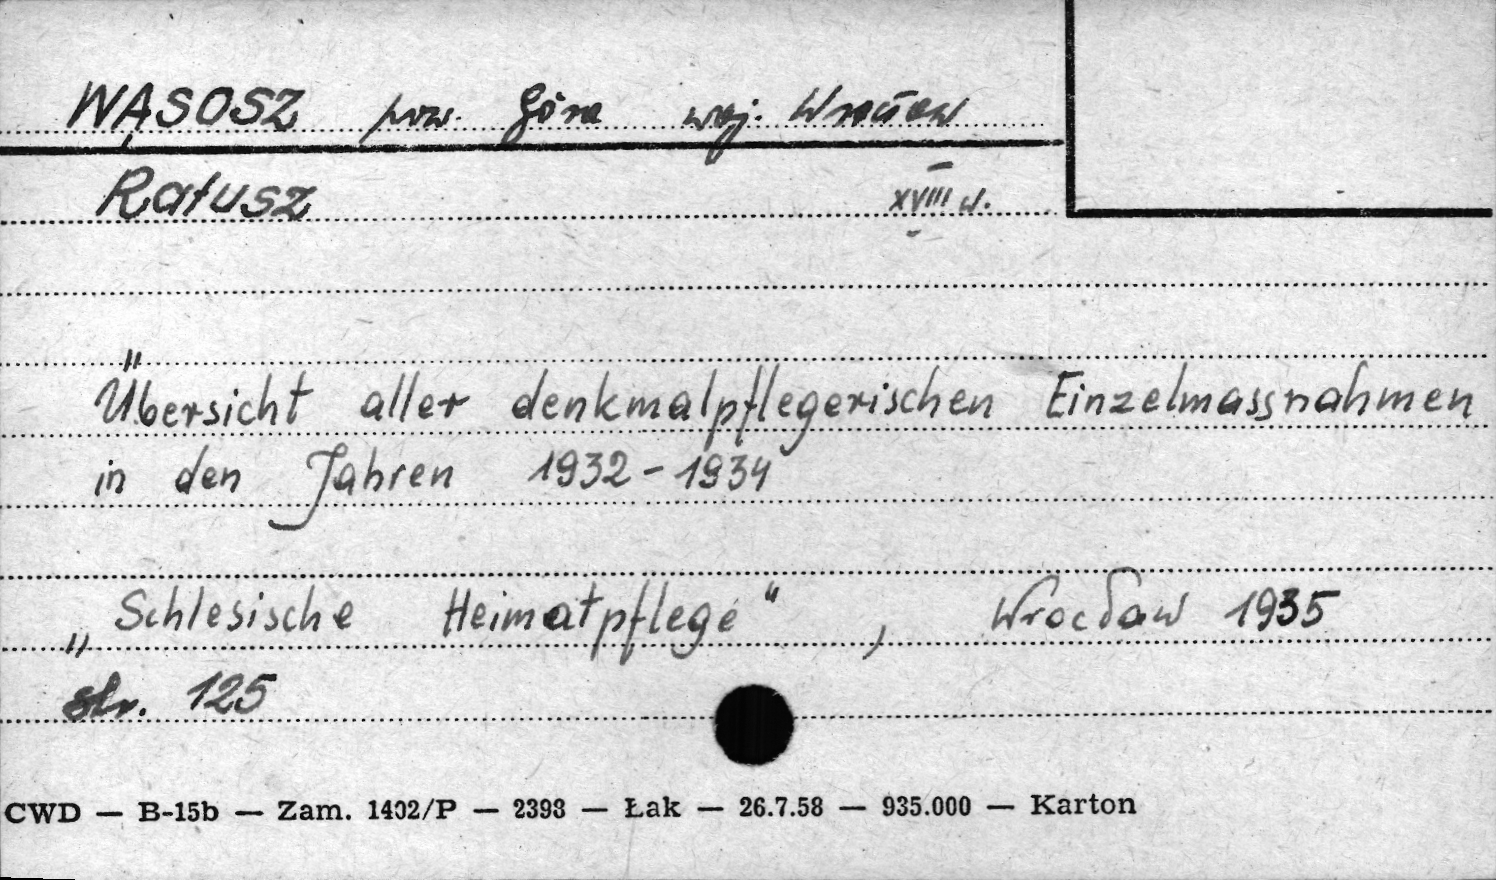 WĄSOSZ pow. Góra woj. Wrocław
Ratusz XVIII w.
Übersicht aller denkmalpflegerischen Einzelmassnahmen
in den Jahren 1932-1934
„Schlesische Heimatpflege“, Wrocław 1935
str. 125
CWD — B-15b — Zam. 1402/P — 2393 — Łak — 26.7.58 — 935.000 — Karton